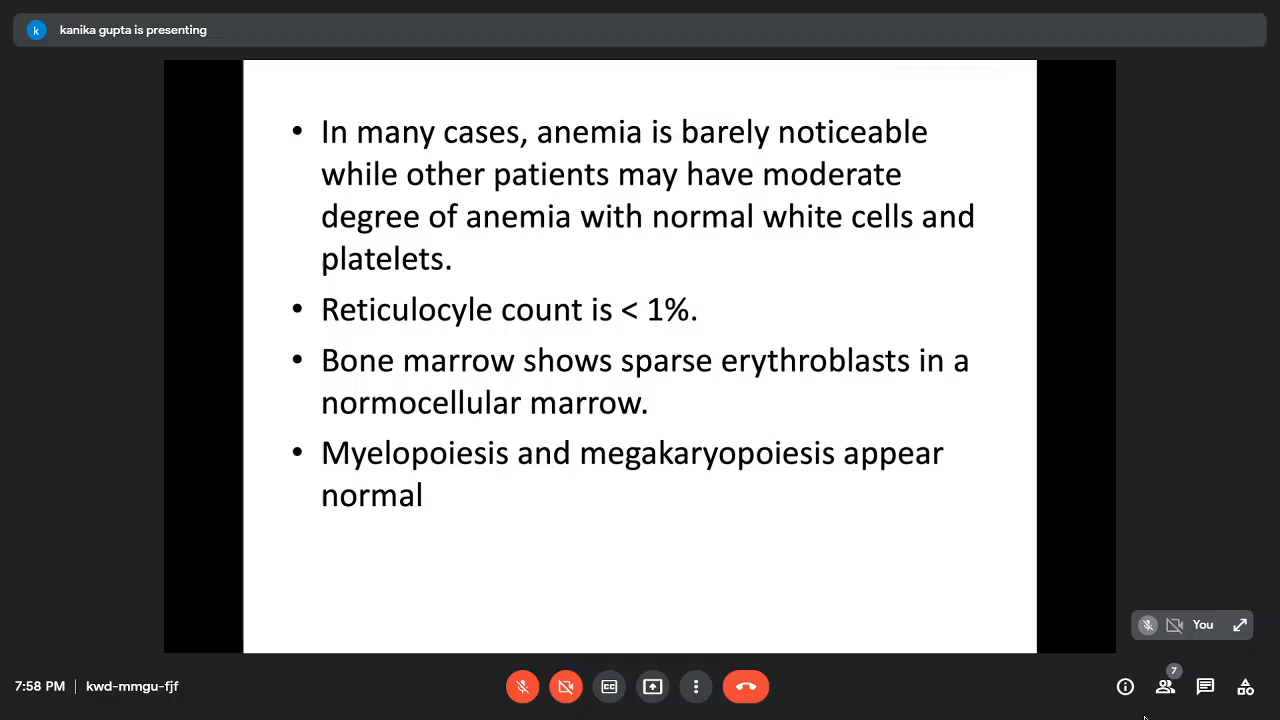 k kanika gupta is presenting
• In many cases, anemia is barely noticeable
while other patients may have moderate
degree of anemia with normal white cells and
platelets.
• Reticulocyle count is < 1%.
• Bone marrow shows sparse erythroblasts in a
normocellular marrow.
• Myelopoiesis and megakaryopoiesis appear
normal
You
7:58 PM | kwd-mmgu-fjf
CC
7